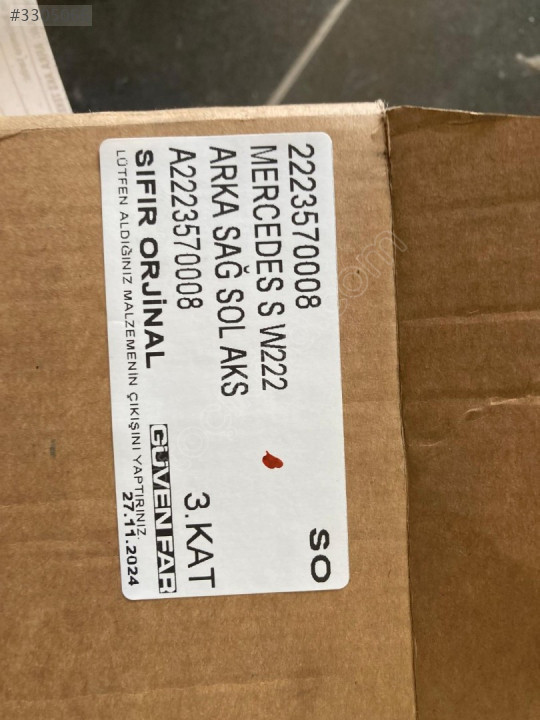 2223570008
MERCEDES S W222
ARKA SAĞ SOL AKS
A2223570008
SIFIR ORJİNAL
LÜTFEN ALDIĞINIZ MALZEMENİN ÇIKIŞINI YAPTIRINIZ.
SO
3.KAT
GÜVENFAR
27.11.2024